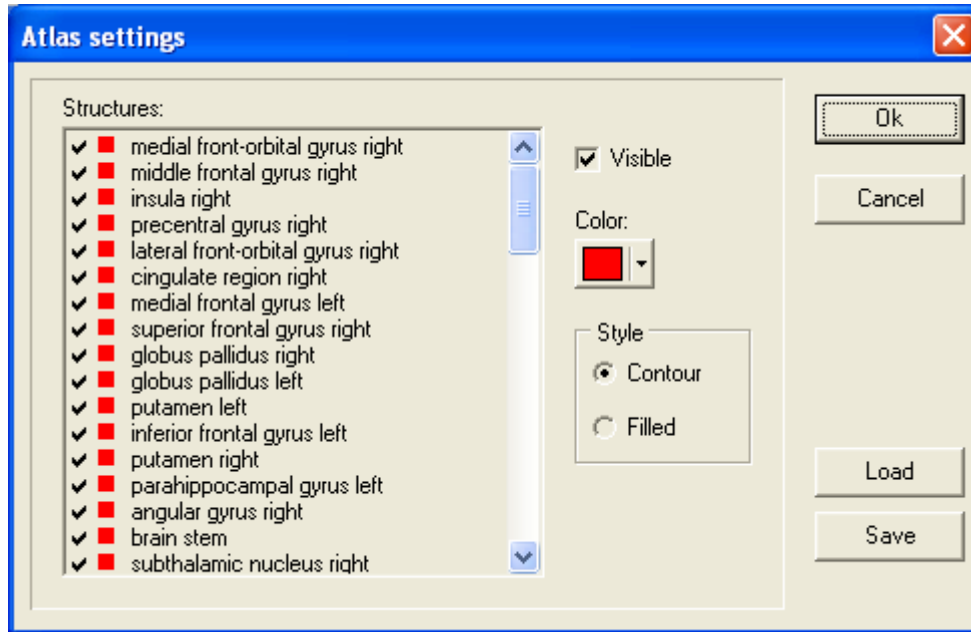 Atlas settings
Structures:
medial front-orbital gyrus right
middle frontal gyrus right
insula right
precentral gyrus right
lateral front-orbital gyrus right
cingulate region right
medial frontal gyrus left
superior frontal gyrus right
globus pallidus right
globus pallidus left
putamen left
inferior frontal gyrus left
putamen right
parahippocampal gyrus left
angular gyrus right
brain stem
subthalamic nucleus right
Visible
Color:
Style
Contour
Filled
Ok
Cancel
Load
Save